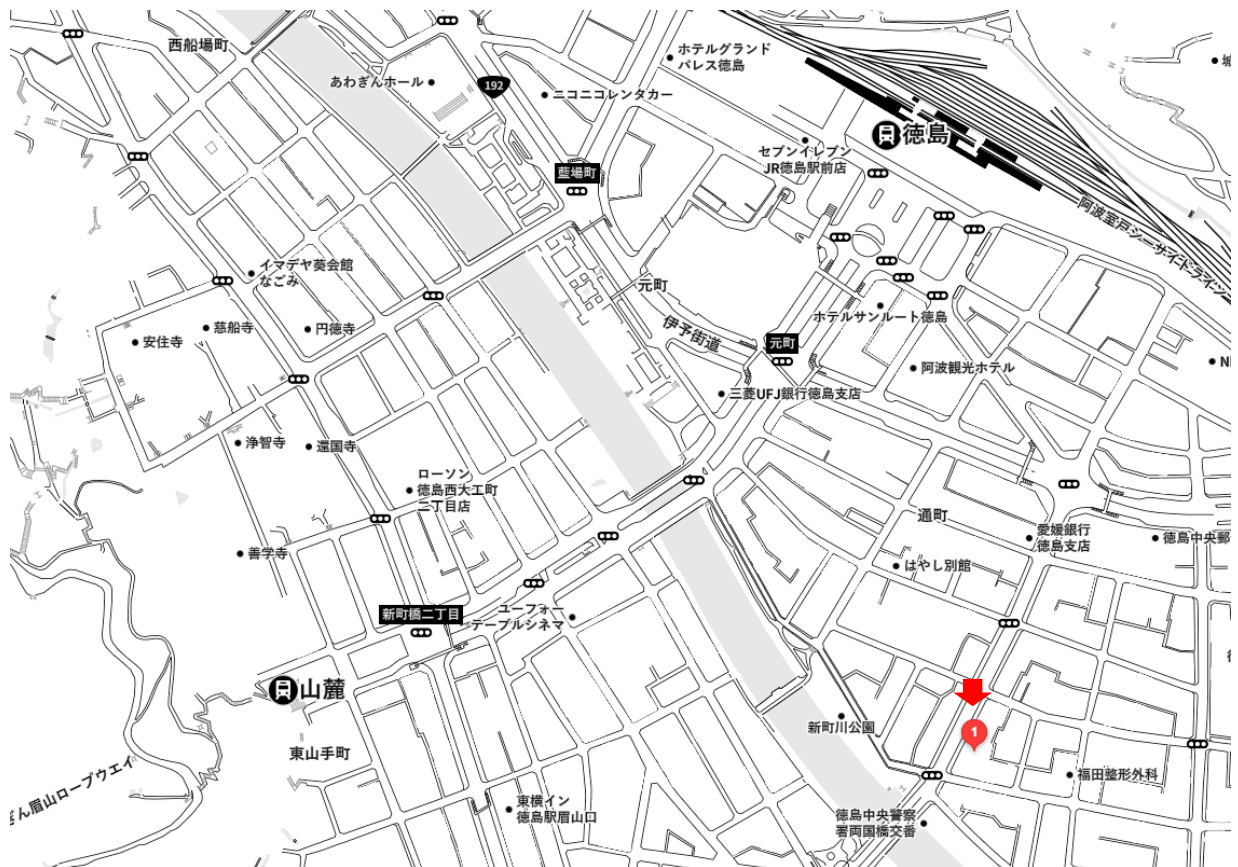 西船場町
ホテルグランド
パレス徳島
城
あわぎんホール
192
ニコニコレンタカー
徳島
セブンイレブン
JR徳島駅前店
藍場町
阿波室戸シーサイドライン
イマデヤ葵会館
なごみ
元町
慈船寺
円徳寺
安住寺
伊予街道
ホテルサンルート徳島
元町
阿波観光ホテル
三菱UFJ銀行徳島支店
浄智寺
還国寺
ローソン
徳島西大工町
二丁目店
通町
愛媛銀行
徳島支店
徳島中央郵
善学寺
はやし別館
新町橋二丁目
ユーフォー
テーブルシネマ
山麓
新町川公園
1
東山手町
ぎん眉山ロープウェイ
福田整形外科
東横イン
徳島駅眉山口
徳島中央警察
署両国橋交番